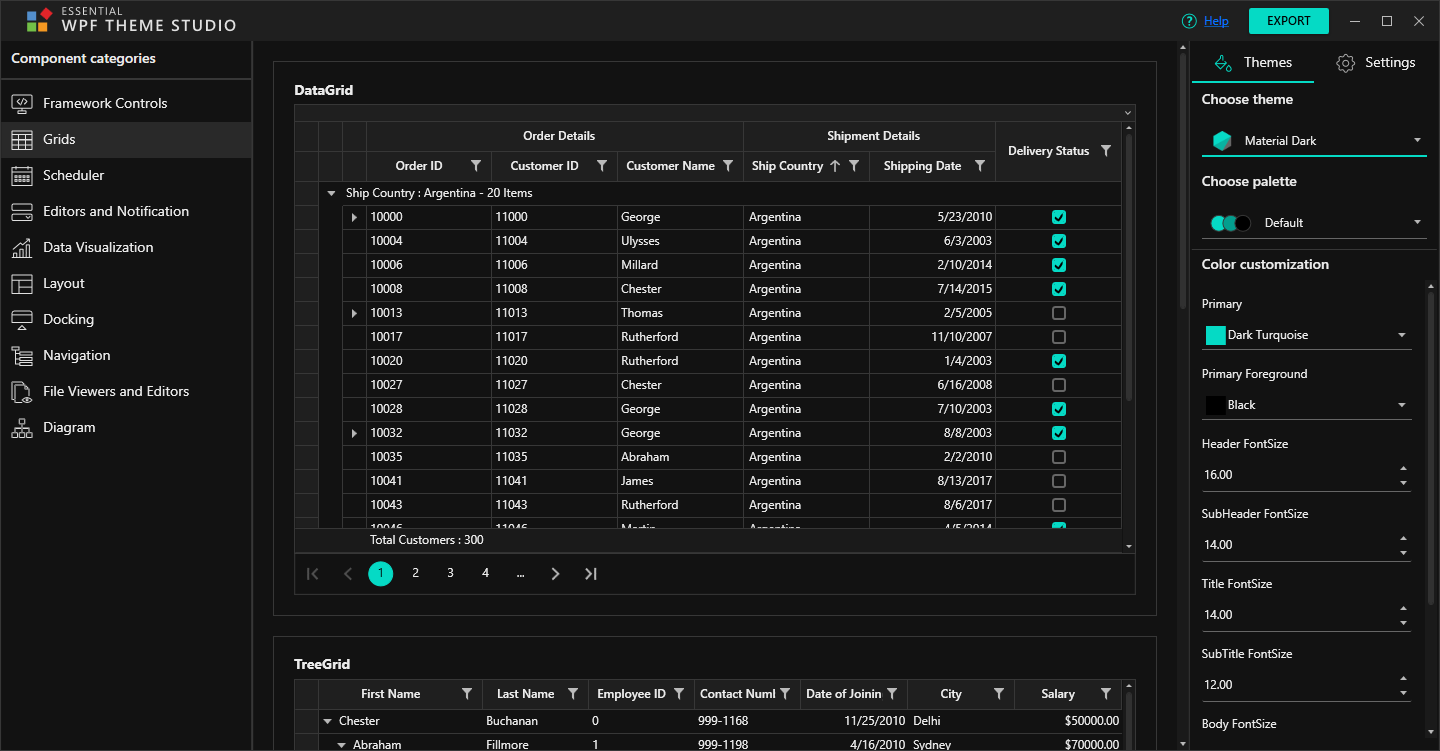 ESSENTIAL
WPF THEME STUDIO
Help
EXPORT
Component categories
Framework Controls
Grids
Scheduler
Editors and Notification
Data Visualization
Layout
Docking
Navigation
File Viewers and Editors
Diagram
DataGrid
Order Details Shipment Details Delivery Status
Order ID Customer ID Customer Name Ship Country Shipping Date
Ship Country : Argentina - 20 Items
10000 11000 George Argentina 5/23/2010
10004 11004 Ulysses Argentina 6/3/2003
10006 11006 Millard Argentina 2/10/2014
10008 11008 Chester Argentina 7/14/2015
10013 11013 Thomas Argentina 2/5/2005
10017 11017 Rutherford Argentina 11/10/2007
10020 11020 Rutherford Argentina 1/4/2003
10027 11027 Chester Argentina 6/16/2008
10028 11028 George Argentina 7/10/2003
10032 11032 George Argentina 8/8/2003
10035 11035 Abraham Argentina 2/2/2010
10041 11041 James Argentina 8/13/2017
10043 11043 Rutherford Argentina 8/6/2017
10046 11046 Martin Argentina 4/5/2014
Total Customers : 300
1 2 3 4 ...
TreeGrid
First Name Last Name Employee ID Contact Numl Date of Joinin City Salary
Chester Buchanan 0 999-1168 11/25/2010 Delhi $50000.00
Abraham Fillmore 1 999-1198 4/16/2010 Sydney $70000.00
Themes Settings
Choose theme
Material Dark
Choose palette
Default
Color customization
Primary
Dark Turquoise
Primary Foreground
Black
Header FontSize
16.00
SubHeader FontSize
14.00
Title FontSize
14.00
SubTitle FontSize
12.00
Body FontSize